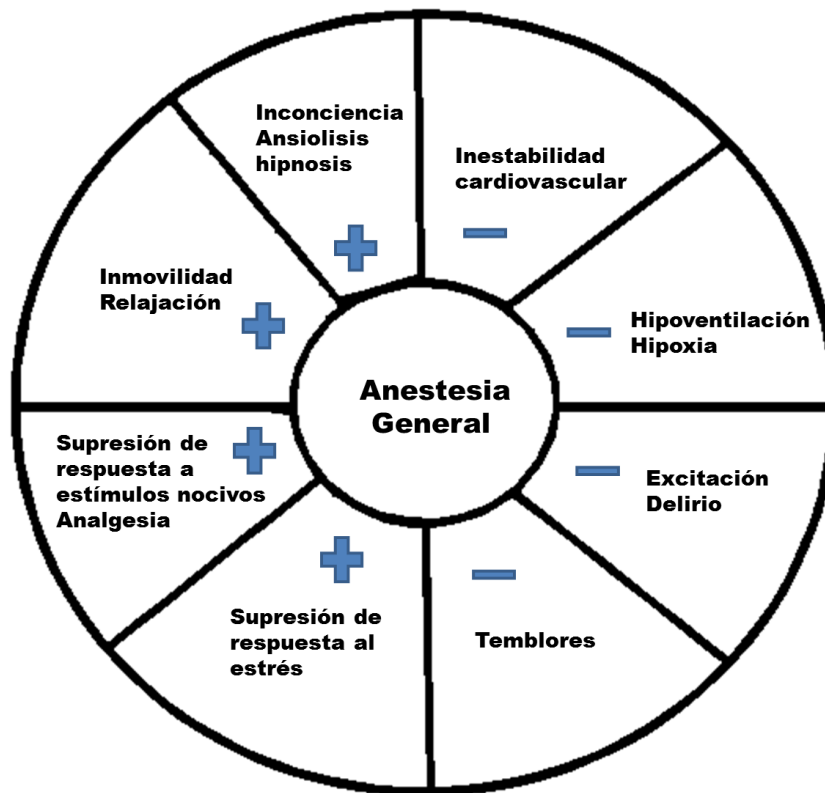 Inconciencia
Ansiolisis
hipnosis
Inestabilidad
cardiovascular
Inmovilidad
Relajación
Hipoventilación
Hipoxia
Anestesia
General
Supresión de
respuesta a
estímulos nocivos
Analgesia
Excitación
Delirio
Supresión de
respuesta al
estrés
Temblores